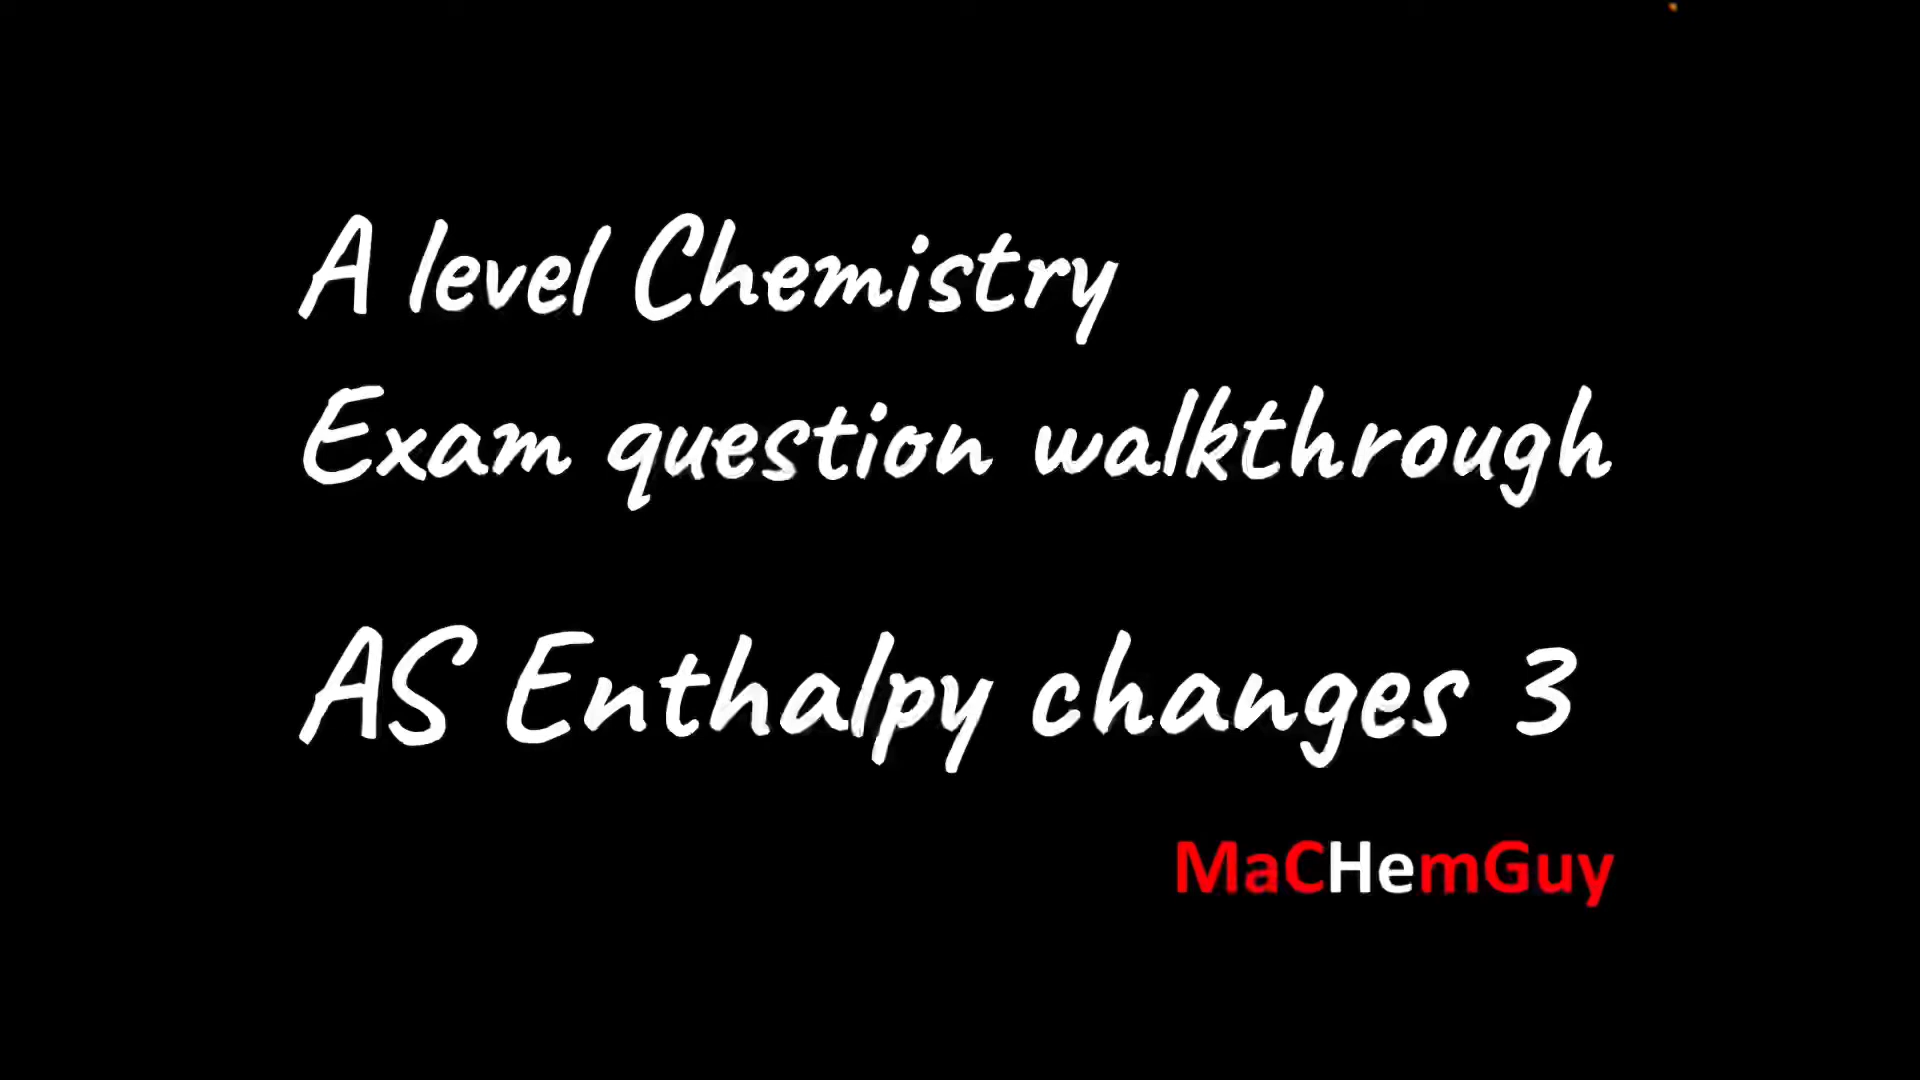 A level Chemistry
Exam question walkthrough
AS Enthalpy changes 3
MaCHemGuy